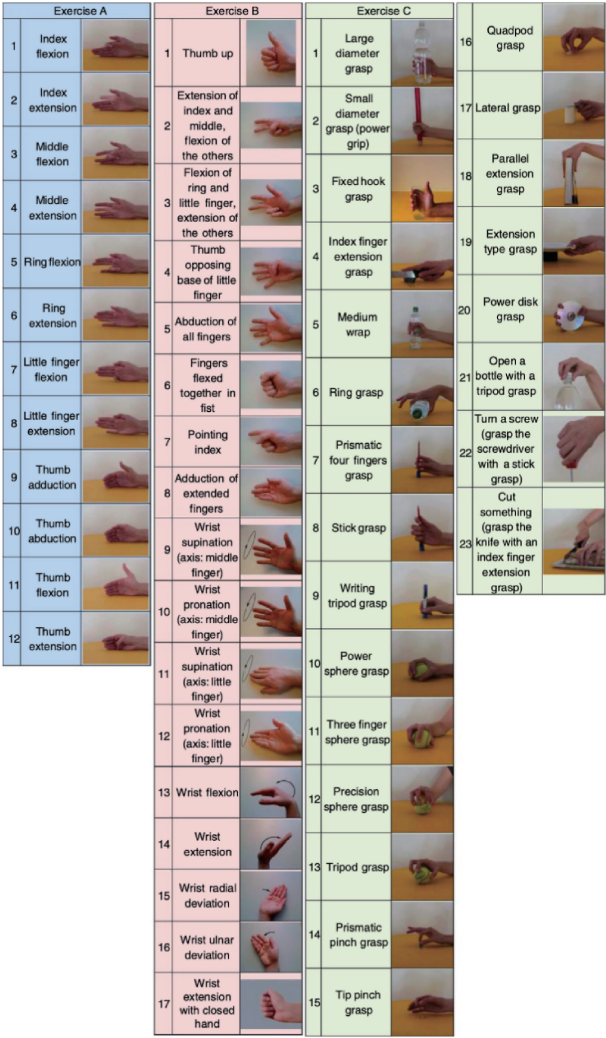 Exercise A
1 Index
flexion
2 Index
extension
3 Middle
flexion
4 Middle
extension
5 Ring flexion
6 Ring
extension
7 Little finger
flexion
8 Little finger
extension
9 Thumb
adduction
10 Thumb
abduction
11 Thumb
flexion
12 Thumb
extension
Exercise B
1 Thumb up
2 Extension of
index and
middle,
flexion of
the others
3 Flexion of
ring and
little finger,
extension of
the others
4 Thumb
opposing
base of little
finger
5 Abduction of
all fingers
6 Fingers
flexed
together in
fist
7 Pointing
index
8 Adduction of
extended
fingers
9 Wrist
supination
(axis: middle
finger)
10 Wrist
pronation
(axis: middle
finger)
11 Wrist
supination
(axis: little
finger)
12 Wrist
pronation
(axis: little
finger)
13 Wrist flexion
14 Wrist
extension
15 Wrist radial
deviation
16 Wrist ulnar
deviation
17 Wrist
extension
with closed
hand
Exercise C
1 Large
diameter
grasp
2 Small
diameter
grasp (power
grip)
3 Fixed hook
grasp
4 Index finger
extension
grasp
5 Medium
wrap
6 Ring grasp
7 Prismatic
four fingers
grasp
8 Stick grasp
9 Writing
tripod grasp
10 Power
sphere grasp
11 Three finger
sphere grasp
12 Precision
sphere grasp
13 Tripod grasp
14 Prismatic
pinch grasp
15 Tip pinch
grasp
16 Quadpod
grasp
17 Lateral grasp
18 Parallel
extension
grasp
19 Extension
type grasp
20 Power disk
grasp
21 Open a
bottle with a
tripod grasp
22 Turn a screw
(grasp the
screwdriver
with a stick
grasp)
23 Cut
something
(grasp the
knife with an
index finger
extension
grasp)